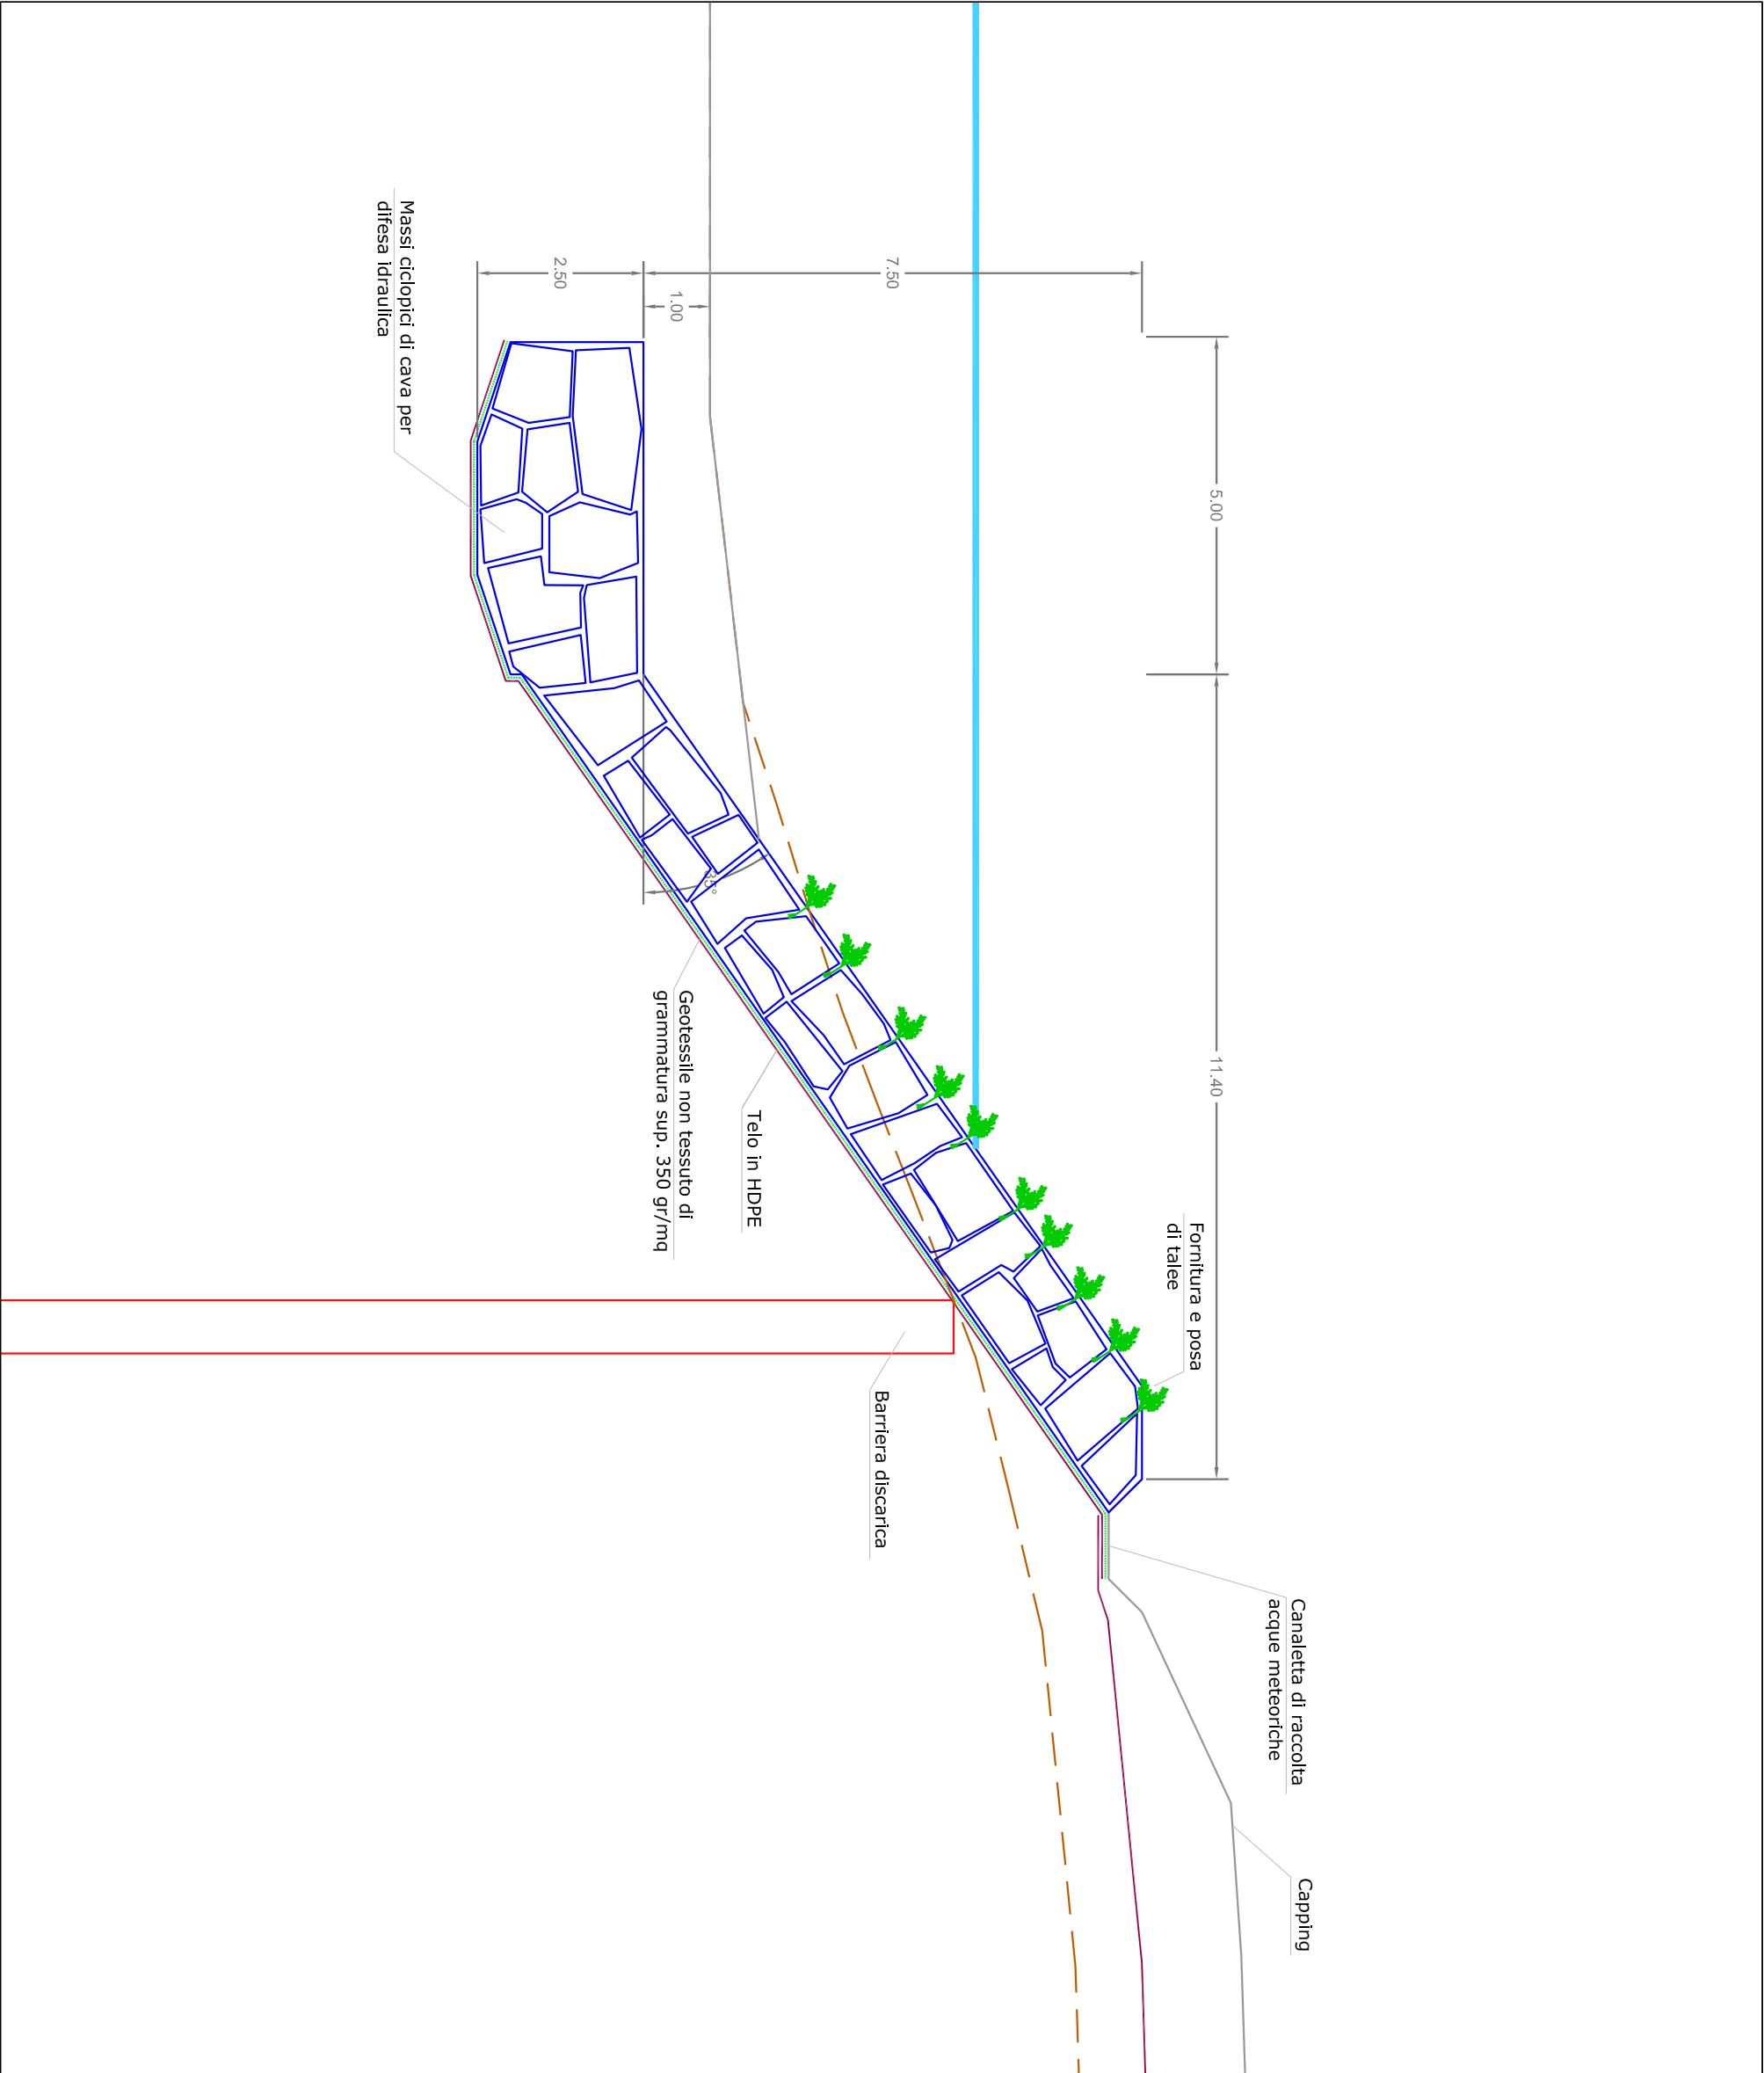 Canaletta di raccolta
acque meteoriche
Capping
5.00
11.40
Fornitura e posa
di talee
7.50
Barriera discarica
Telo in HDPE
1.00
35°
Geotessile non tessuto di
grammatura sup. 350 gr/mq
2.50
Massi ciclopici di cava per
difesa idraulica